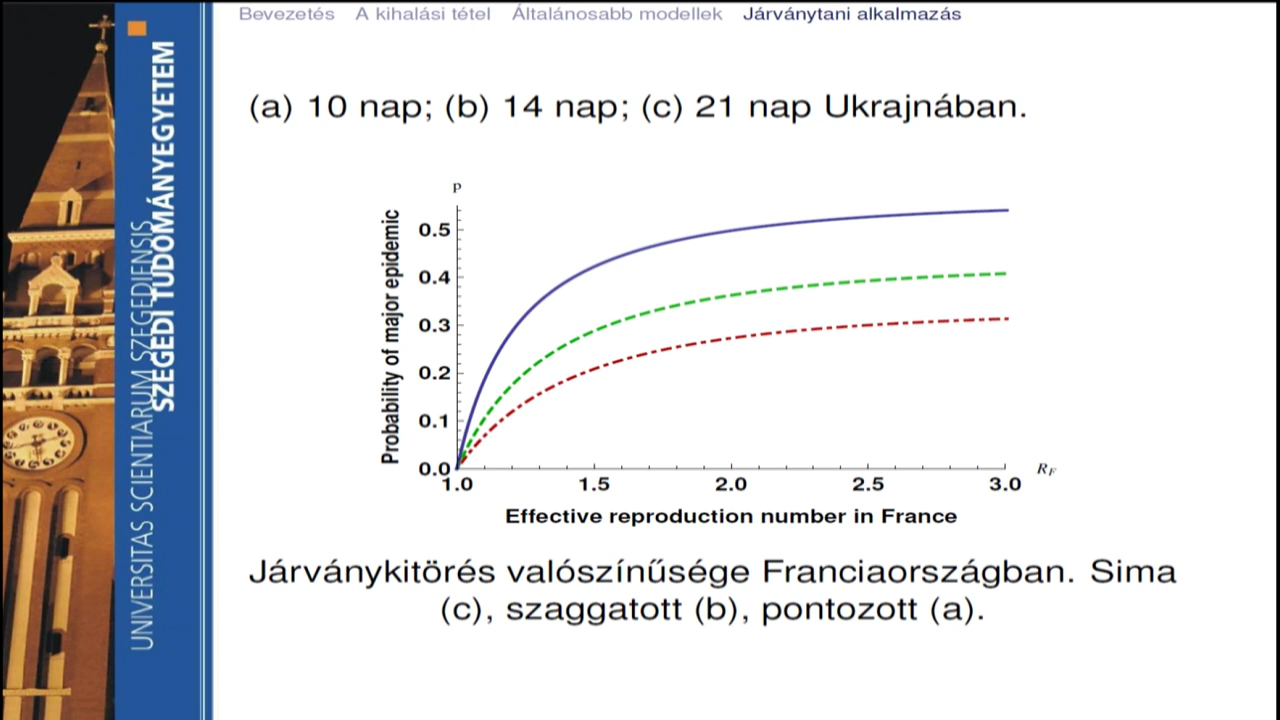 Bevezetés A kihalási tétel Általánosabb modellek Járványtani alkalmazás
UNIVERSITAS SCIENTIARUM SZEGEDIENSIS
SZEGEDI TUDOMÁNYEGYETEM
(a) 10 nap; (b) 14 nap; (c) 21 nap Ukrajnában.
p
Probability of major epidemic
0.5
0.4
0.3
0.2
0.1
0.0
1.0 1.5 2.0 2.5 3.0
R_F
Effective reproduction number in France
Járványkitörés valószínűsége Franciaországban. Sima
(c), szaggatott (b), pontozott (a).